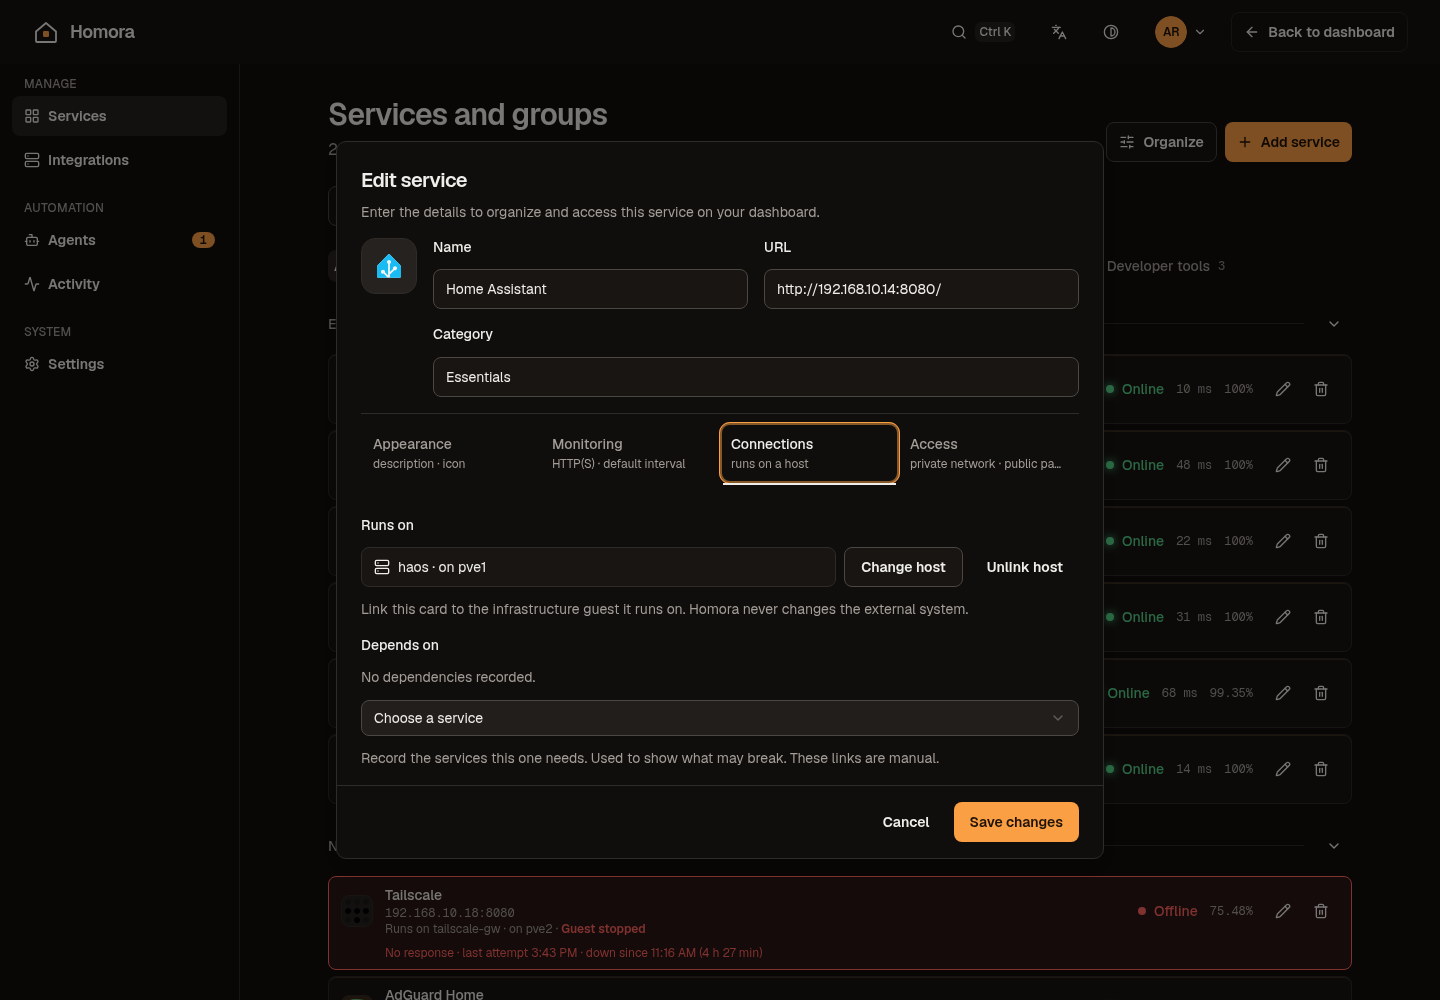 Homora
Ctrl K
AR
Back to dashboard
MANAGE
Services
Integrations
AUTOMATION
Agents
1
Activity
SYSTEM
Settings
Services and groups
2
Organize
Add service
Developer tools 3
Edit service
Enter the details to organize and access this service on your dashboard.
Name
URL
Home Assistant
http://192.168.10.14:8080/
Category
Essentials
Appearance
description · icon
Monitoring
HTTP(S) · default interval
Connections
runs on a host
Access
private network · public pa…
Runs on
haos · on pve1
Change host
Unlink host
Link this card to the infrastructure guest it runs on. Homora never changes the external system.
Depends on
No dependencies recorded.
Choose a service
Record the services this one needs. Used to show what may break. These links are manual.
Cancel
Save changes
Online 10 ms 100%
Online 48 ms 100%
Online 22 ms 100%
Online 31 ms 100%
Online 68 ms 99.35%
Online 14 ms 100%
Tailscale
192.168.10.18:8080
Runs on tailscale-gw · on pve2 · Guest stopped
No response · last attempt 3:43 PM · down since 11:16 AM (4 h 27 min)
Offline 75.48%
AdGuard Home